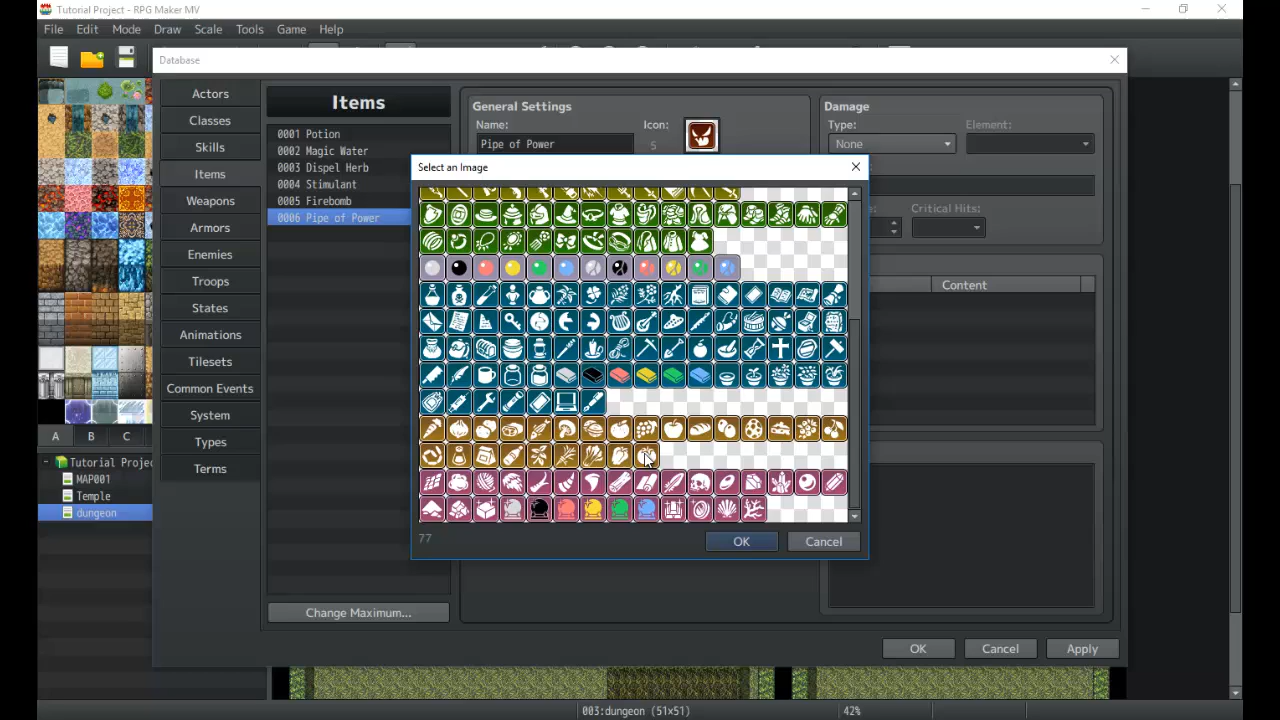 Tutorial Project - RPG Maker MV
File Edit Mode Draw Scale Tools Game Help
Database
Actors
Classes
Skills
Items
Weapons
Armors
Enemies
Troops
States
Animations
Tilesets
Common Events
System
Types
Terms
Items
0001 Potion
0002 Magic Water
0003 Dispel Herb
0004 Stimulant
0005 Firebomb
0006 Pipe of Power
Change Maximum...
General Settings
Name:
Icon:
Pipe of Power
5
Damage
Type:
Element:
None
Critical Hits:
Content
Select an Image
77
OK
Cancel
OK
Cancel
Apply
A B C
Tutorial Projec
MAP001
Temple
dungeon
003:dungeon (51×51)
42%